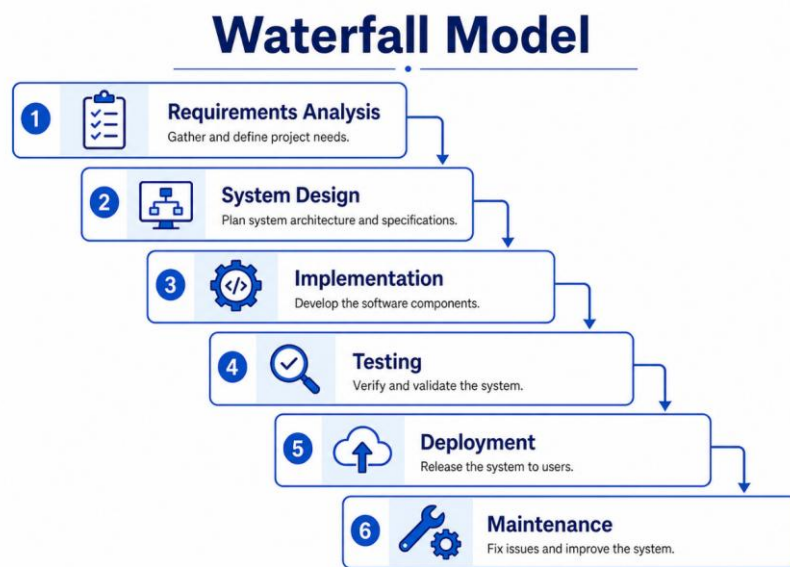 Waterfall Model
1
Requirements Analysis
Gather and define project needs.
2
System Design
Plan system architecture and specifications.
3
</>
Implementation
Develop the software components.
4
Testing
Verify and validate the system.
5
Deployment
Release the system to users.
6
Maintenance
Fix issues and improve the system.